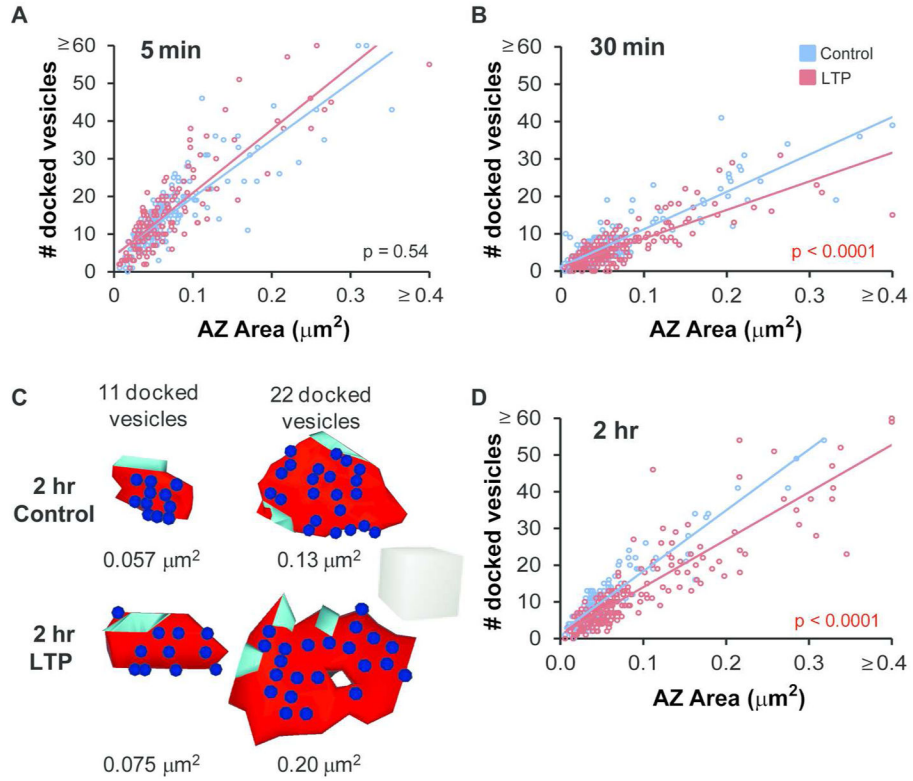 A
5 min
# docked vesicles
≥ 60
50
40
30
20
10
0
p = 0.54
0
0.1
0.2
0.3
≥ 0.4
AZ Area (μm²)
B
30 min
Control
LTP
# docked vesicles
≥ 60
50
40
30
20
10
0
p < 0.0001
0.0
0.1
0.2
0.3
≥ 0.4
AZ Area (μm²)
C
11 docked
vesicles
22 docked
vesicles
2 hr
Control
0.057 μm²
0.13 μm²
2 hr
LTP
0.075 μm²
0.20 μm²
D
2 hr
# docked vesicles
≥ 60
50
40
30
20
10
0
p < 0.0001
0.0
0.1
0.2
0.3
≥ 0.4
AZ Area (μm²)